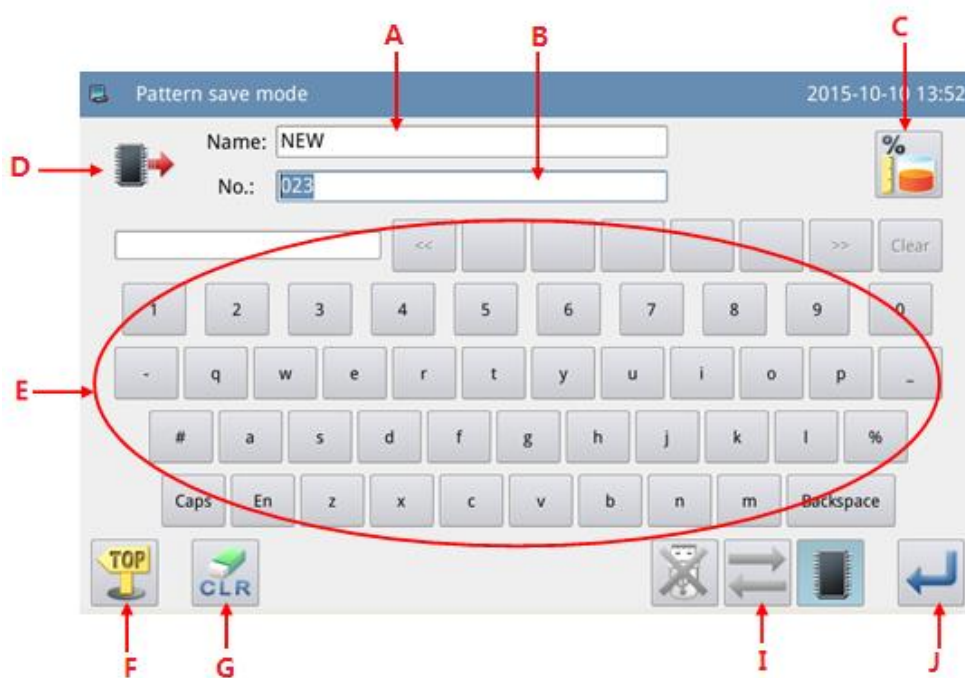 A B C
Pattern save mode 2015-10-10 13:52
D Name: NEW %
No.: 023
<< >> Clear
1 2 3 4 5 6 7 8 9 0
E - q w e r t y u i o p _
# a s d f g h j k l %
Caps En z x c v b n m Backspace
TOP CLR
F G I J